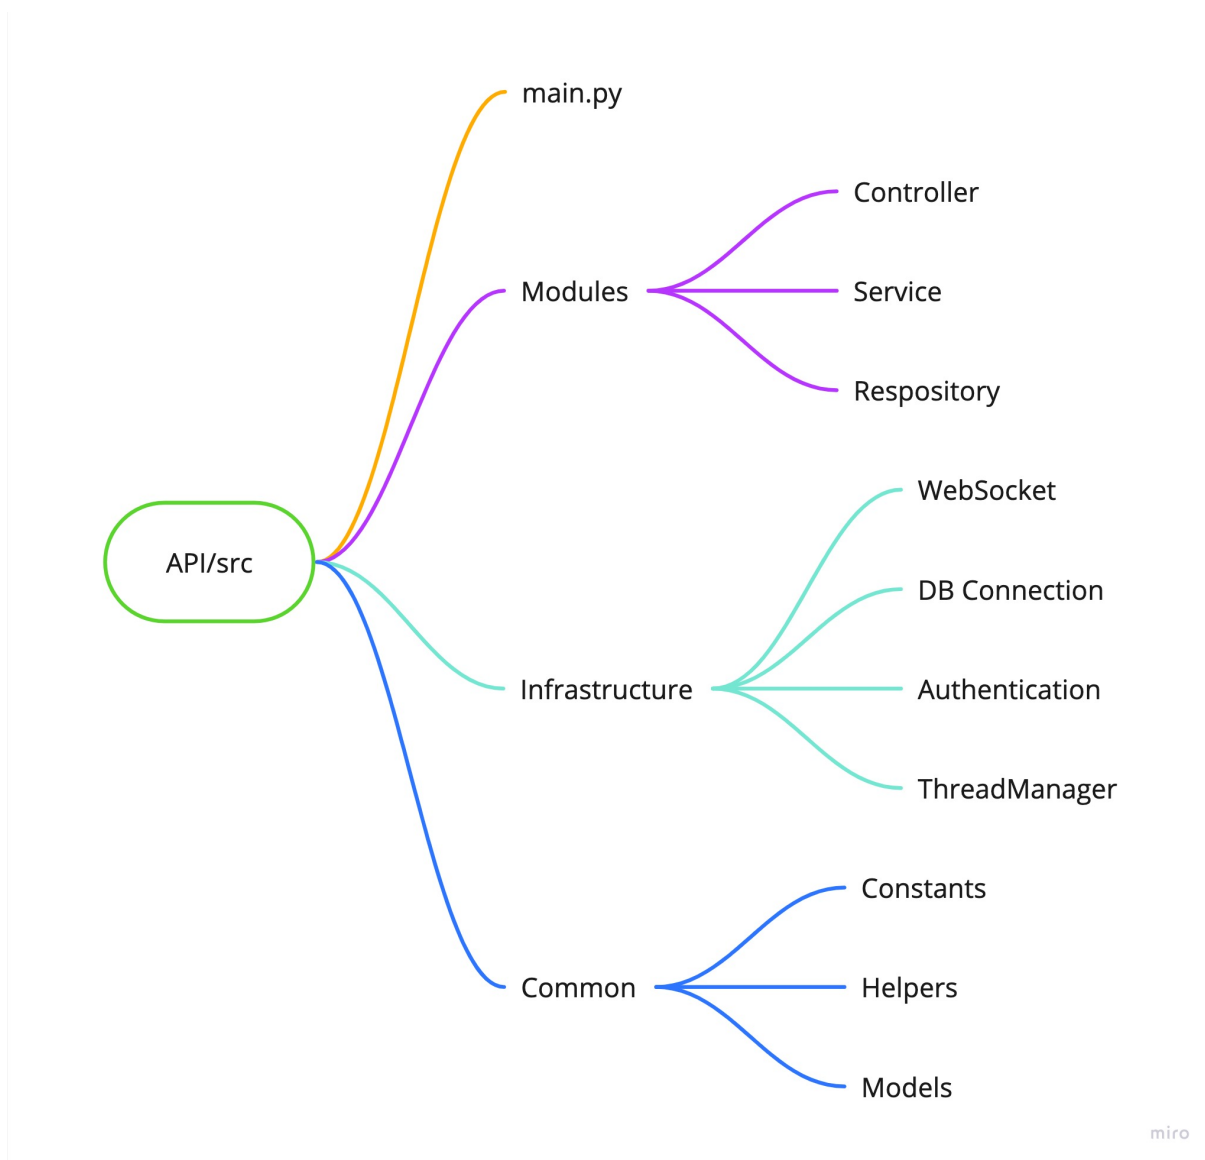 main.py
Controller
Modules
Service
Respository
WebSocket
API/src
DB Connection
Infrastructure
Authentication
ThreadManager
Constants
Common
Helpers
Models
miro